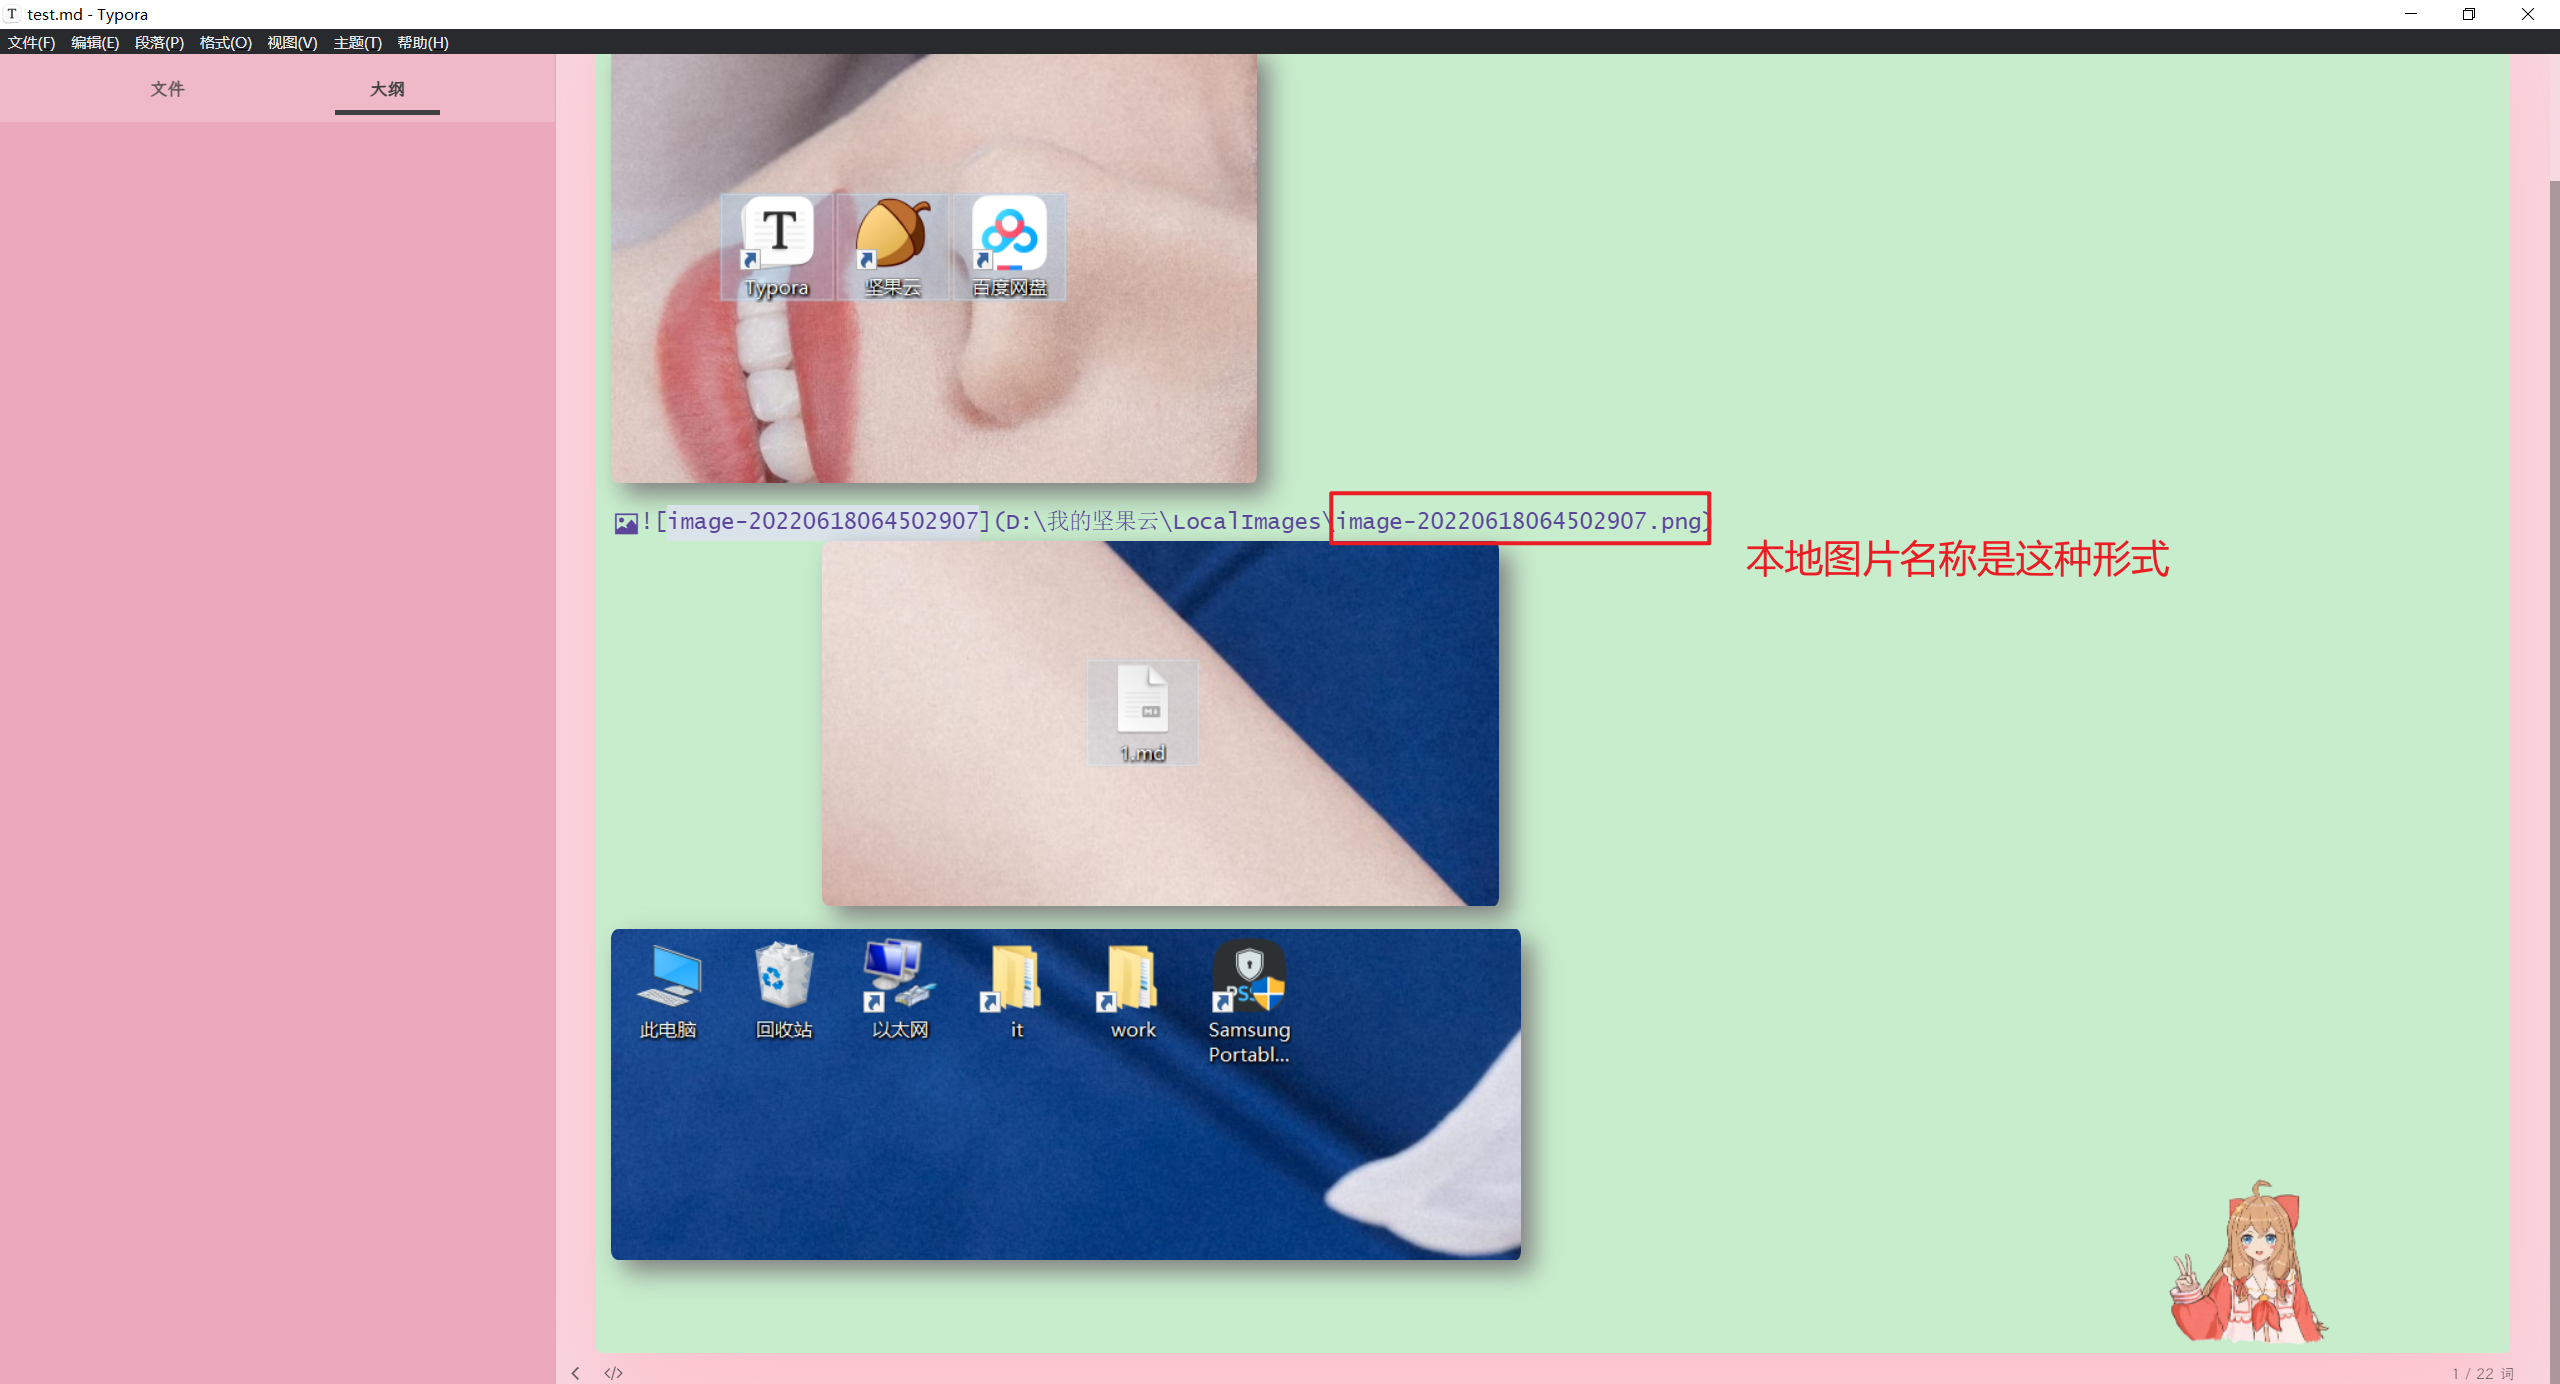 test.md - Typora
文件(F) 编辑(E) 段落(P) 格式(O) 视图(V) 主题(T) 帮助(H)
文件 大纲
Typora 坚果云 百度网盘
![image-20220618064502907](D:\我的坚果云\LocalImages\image-20220618064502907.png)
本地图片名称是这种形式
1.md
此电脑 回收站 以太网 it work Samsung
Portabl...
1 / 22 词